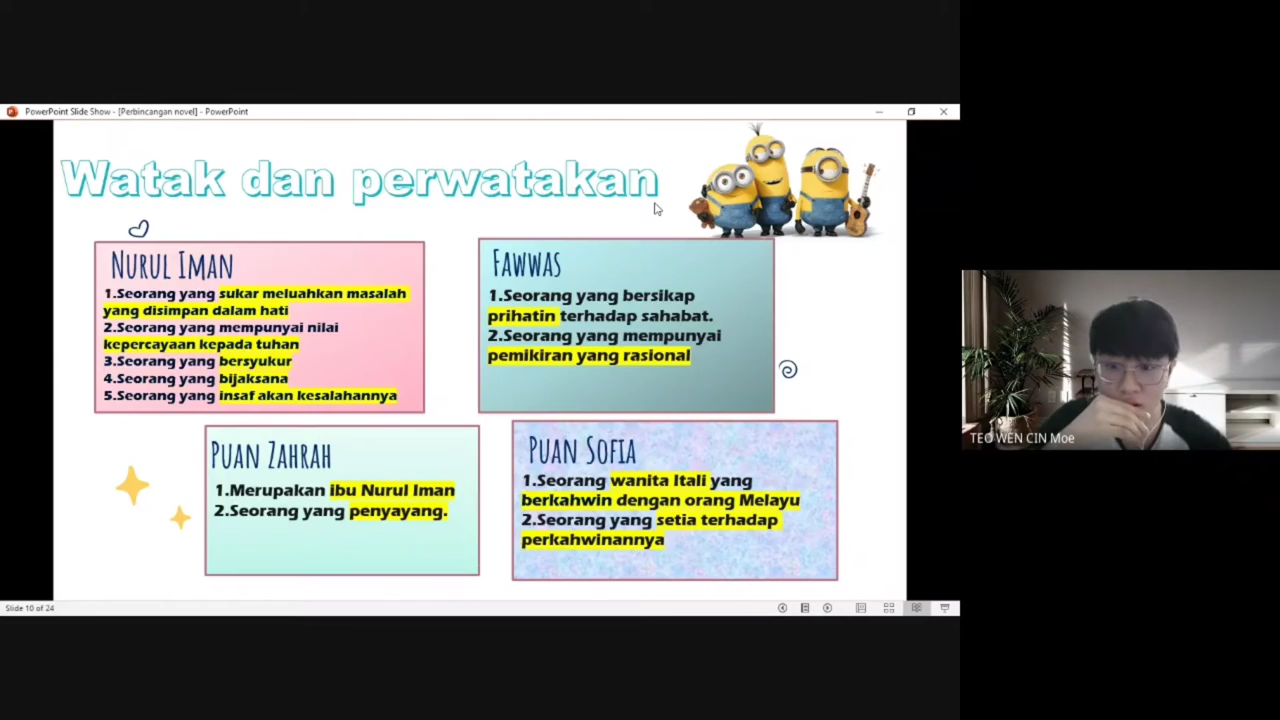 PowerPoint Slide Show - [Perbincangan novel] - PowerPoint
Watak dan perwatakan
NURUL IMAN
1.Seorang yang sukar meluahkan masalah
yang disimpan dalam hati
2.Seorang yang mempunyai nilai
kepercayaan kepada tuhan
3.Seorang yang bersyukur
4.Seorang yang bijaksana
5.Seorang yang insaf akan kesalahannya
FAWWAS
1.Seorang yang bersikap
prihatin terhadap sahabat.
2.Seorang yang mempunyai
pemikiran yang rasional
PUAN ZAHRAH
1.Merupakan ibu Nurul Iman
2.Seorang yang penyayang.
PUAN SOFIA
1.Seorang wanita Itali yang
berkahwin dengan orang Melayu
2.Seorang yang setia terhadap
perkahwinannya
TEO WEN CIN Moe
Slide 10 of 24